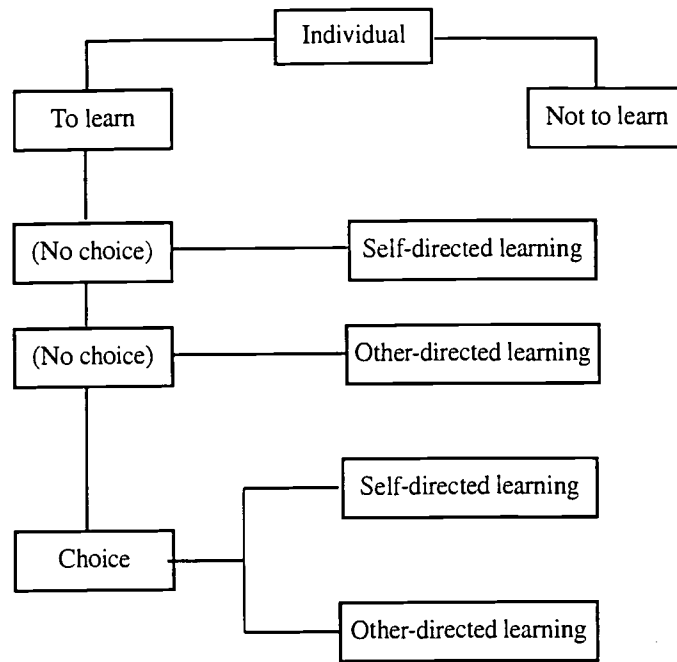 Individual
To learn
Not to learn
(No choice)
Self-directed learning
(No choice)
Other-directed learning
Self-directed learning
Choice
Other-directed learning